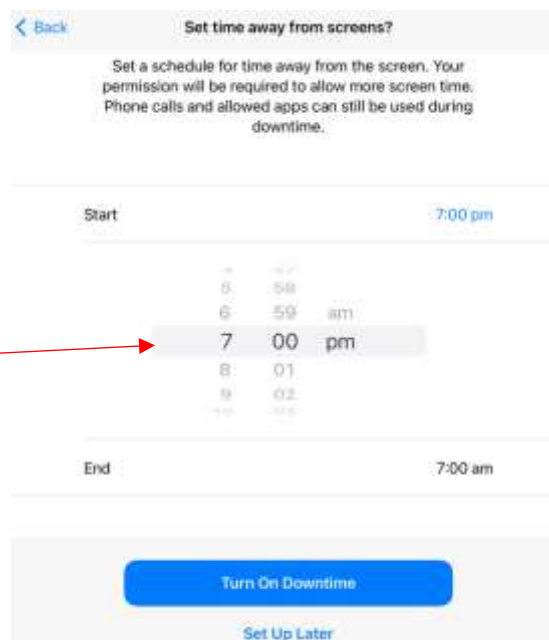 Back
Set time away from screens?
Set a schedule for time away from the screen. Your
permission will be required to allow more screen time.
Phone calls and allowed apps can still be used during
downtime.
Start 7:00 pm
5 58
6 59 am
7 00 pm
8 01
9 02
End 7:00 am
Turn On Downtime
Set Up Later